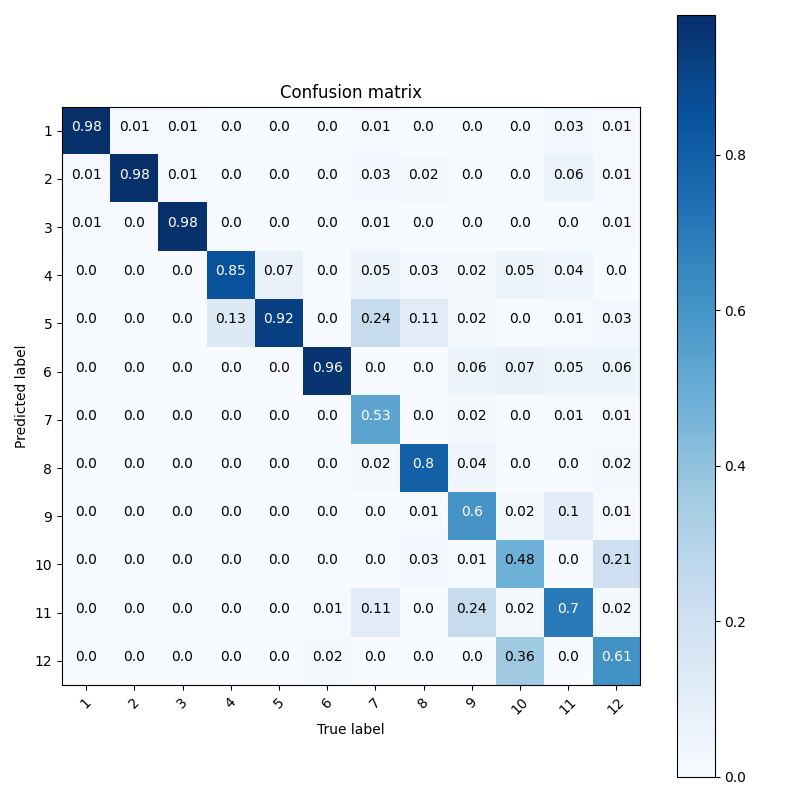 Confusion matrix
1 0.98 0.01 0.01 0.0 0.0 0.0 0.01 0.0 0.0 0.0 0.03 0.01
2 0.01 0.98 0.01 0.0 0.0 0.0 0.03 0.02 0.0 0.0 0.06 0.01
3 0.01 0.0 0.98 0.0 0.0 0.0 0.01 0.0 0.0 0.0 0.0 0.01
4 0.0 0.0 0.0 0.85 0.07 0.0 0.05 0.03 0.02 0.05 0.04 0.0
5 0.0 0.0 0.0 0.13 0.92 0.0 0.24 0.11 0.02 0.0 0.01 0.03
6 0.0 0.0 0.0 0.0 0.0 0.96 0.0 0.0 0.06 0.07 0.05 0.06
7 0.0 0.0 0.0 0.0 0.0 0.0 0.53 0.0 0.02 0.0 0.01 0.01
8 0.0 0.0 0.0 0.0 0.0 0.0 0.02 0.8 0.04 0.0 0.0 0.02
9 0.0 0.0 0.0 0.0 0.0 0.0 0.0 0.01 0.6 0.02 0.1 0.01
10 0.0 0.0 0.0 0.0 0.0 0.0 0.0 0.03 0.01 0.48 0.0 0.21
11 0.0 0.0 0.0 0.0 0.0 0.01 0.11 0.0 0.24 0.02 0.7 0.02
12 0.0 0.0 0.0 0.0 0.0 0.02 0.0 0.0 0.0 0.36 0.0 0.61
1 2 3 4 5 6 7 8 9 10 11 12
True label
Predicted label
0.8
0.6
0.4
0.2
0.0